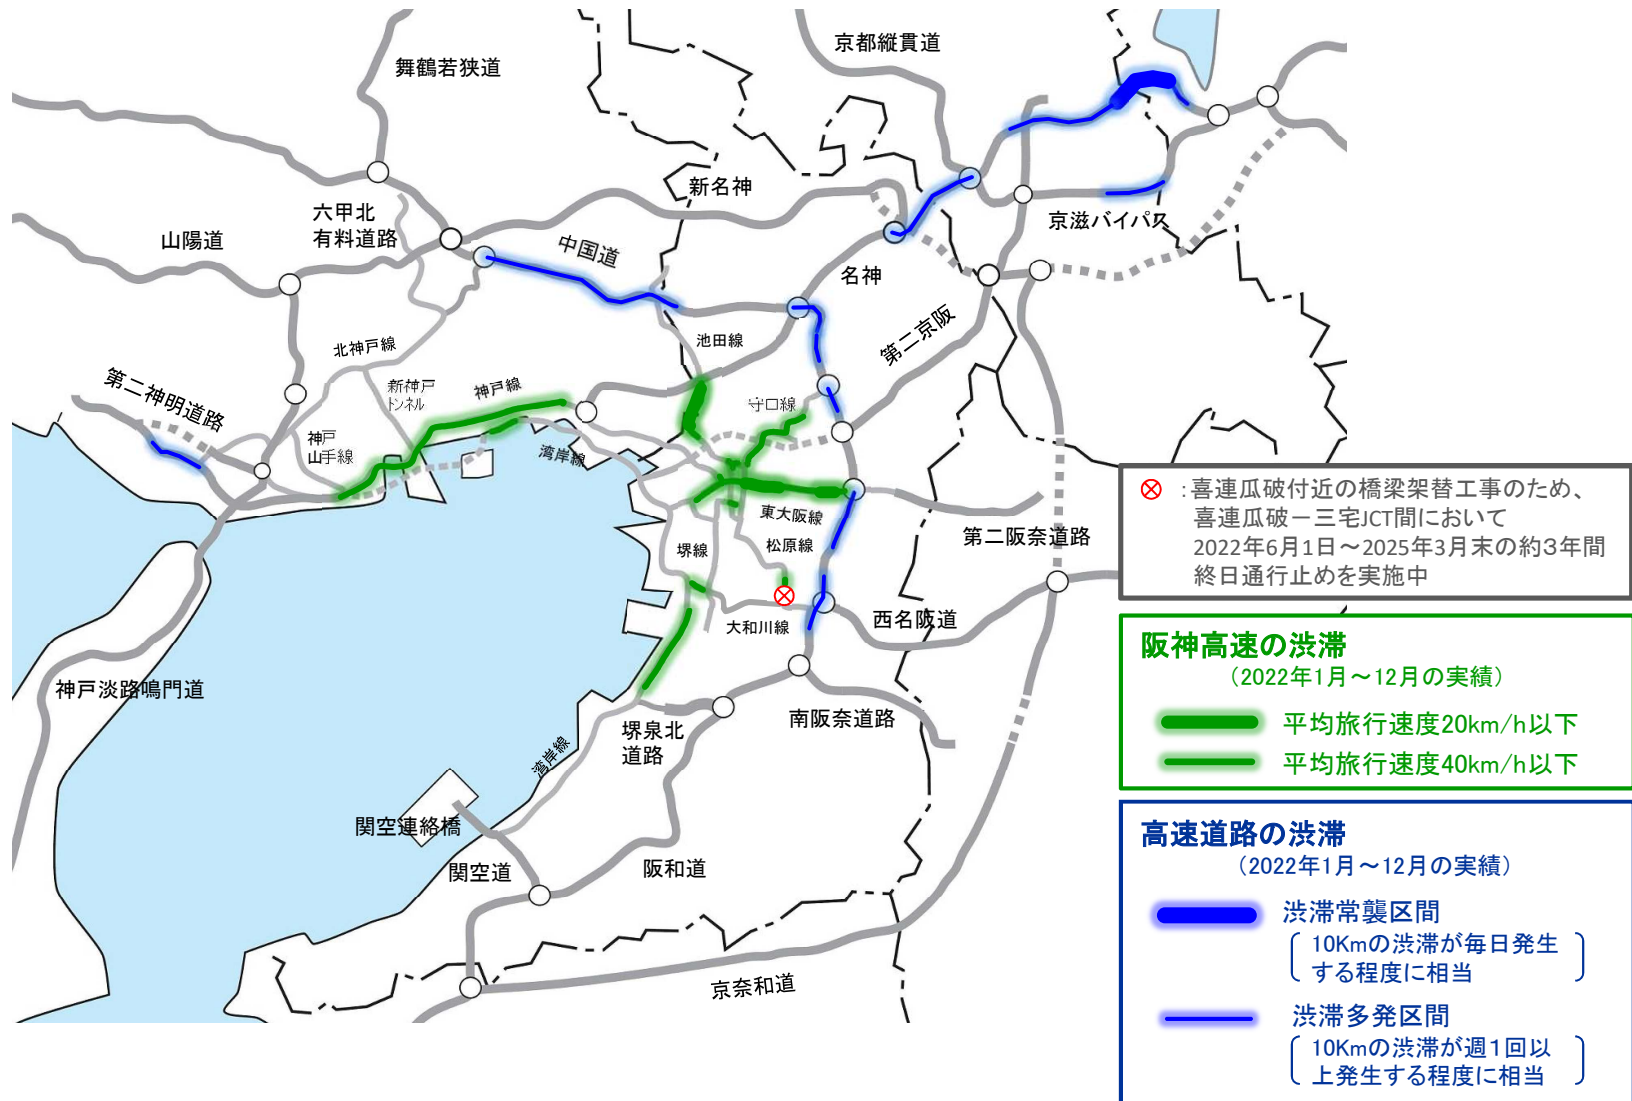 京都縦貫道
舞鶴若狭道
新名神
六甲北
有料道路
京滋バイパス
山陽道
中国道
名神
池田線
第二京阪
北神戸線
第二神明道路
新神戸
トンネル
神戸線
守口線
神戸
山手線
湾岸線
東大阪線
第二阪奈道路
堺線
松原線
大和川線
西名阪道
神戸淡路鳴門道
堺泉北
道路
南阪奈道路
湾岸線
関空連絡橋
関空道
阪和道
京奈和道
：喜連瓜破付近の橋梁架替工事のため、
喜連瓜破－三宅JCT間において
2022年6月1日～2025年3月末の約３年間
終日通行止めを実施中
阪神高速の渋滞
（2022年1月～12月の実績）
平均旅行速度20km/h以下
平均旅行速度40km/h以下
高速道路の渋滞
（2022年1月～12月の実績）
渋滞常襲区間
10Kmの渋滞が毎日発生
する程度に相当
渋滞多発区間
10Kmの渋滞が週１回以
上発生する程度に相当